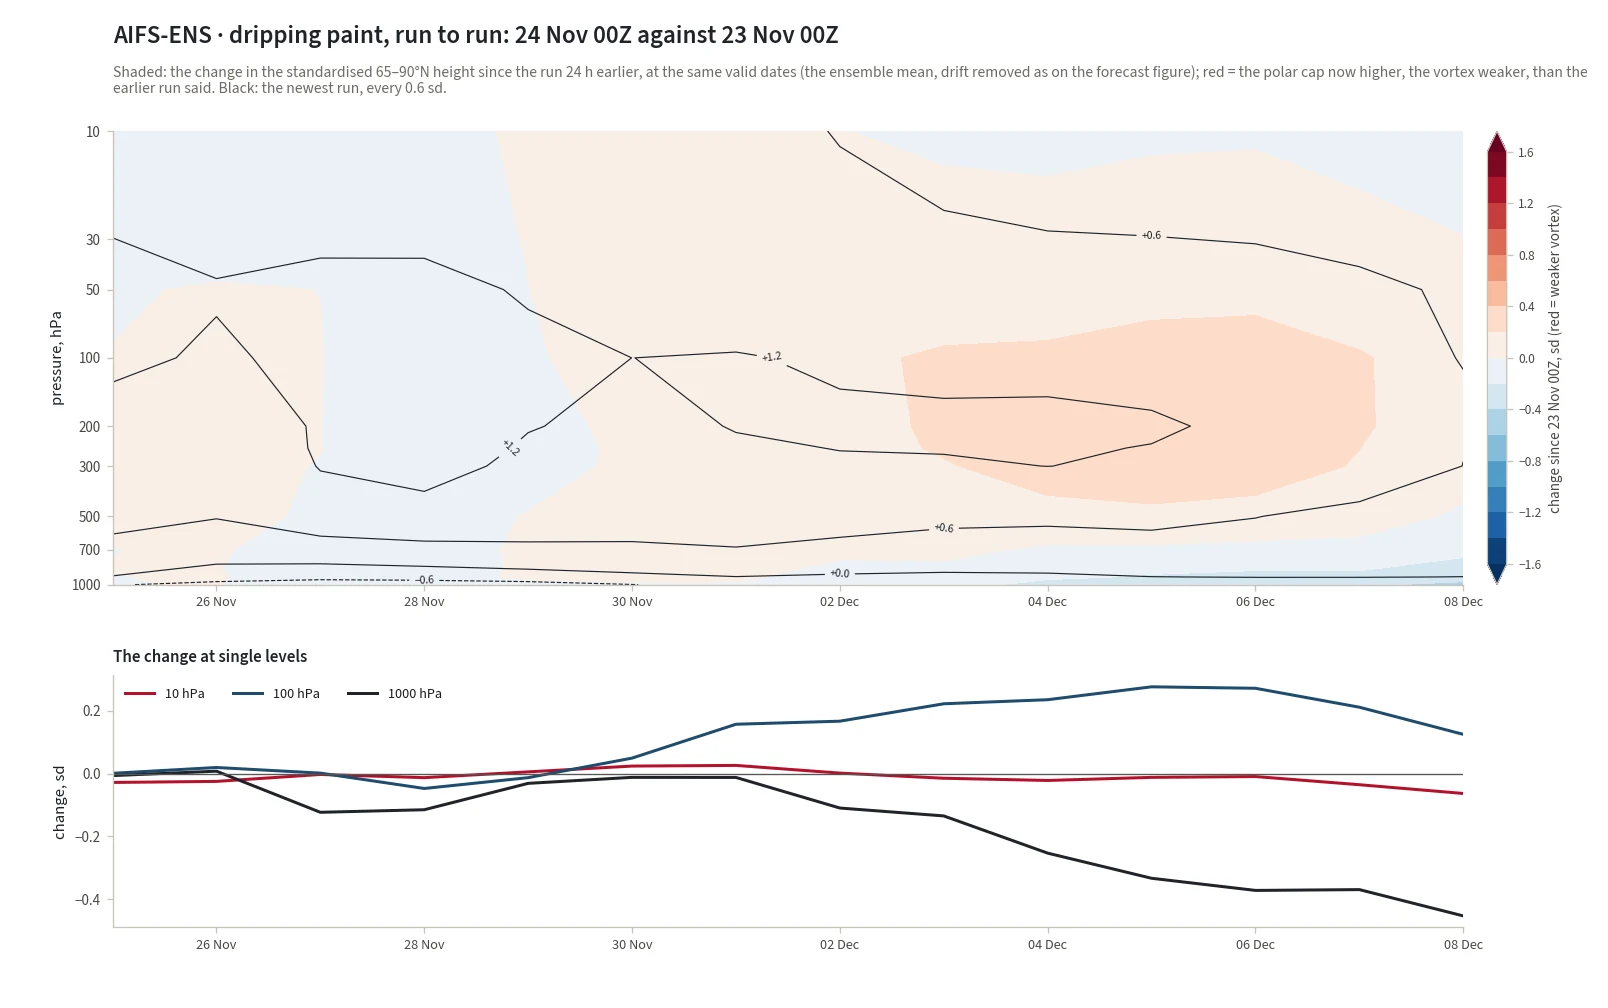 AIFS-ENS · dripping paint, run to run: 24 Nov 00Z against 23 Nov 00Z
Shaded: the change in the standardised 65–90°N height since the run 24 h earlier, at the same valid dates (the ensemble mean, drift removed as on the forecast figure); red = the polar cap now higher, the vortex weaker, than the
earlier run said. Black: the newest run, every 0.6 sd.
10
30
50
100
200
300
500
700
1000
pressure, hPa
+0.6
+1.2
+1.2
+0.6
+0.0
−0.6
26 Nov
28 Nov
30 Nov
02 Dec
04 Dec
06 Dec
08 Dec
1.6
1.2
0.8
0.4
0.0
−0.4
−0.8
−1.2
−1.6
change since 23 Nov 00Z, sd (red = weaker vortex)
The change at single levels
10 hPa
100 hPa
1000 hPa
0.2
0.0
−0.2
−0.4
change, sd
26 Nov
28 Nov
30 Nov
02 Dec
04 Dec
06 Dec
08 Dec